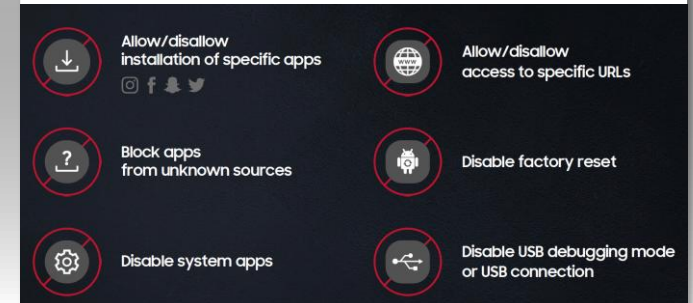 Allow/disallow
installation of specific apps
Block apps
from unknown sources
?
Disable system apps
Allow/disallow
access to specific URLs
www
Disable factory reset
Disable USB debugging mode
or USB connection